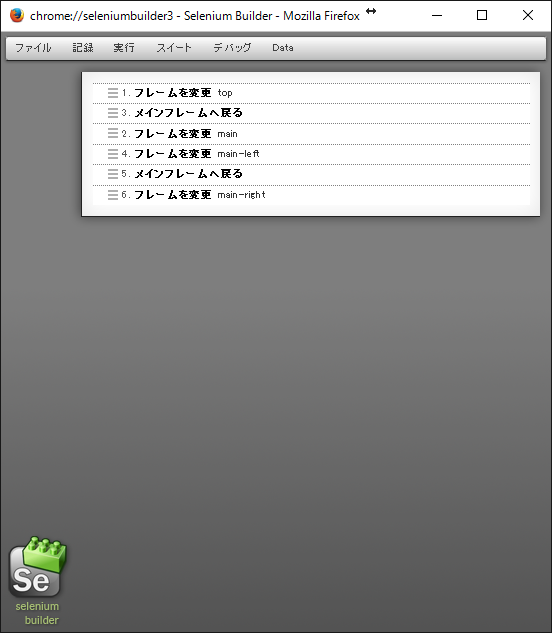 chrome://seleniumbuilder3 - Selenium Builder - Mozilla Firefox
ファイル 記録 実行 スイート デバッグ Data
1. フレームを変更 top
3. メインフレームへ戻る
2. フレームを変更 main
4. フレームを変更 main-left
5. メインフレームへ戻る
6. フレームを変更 main-right
Se
selenium
builder